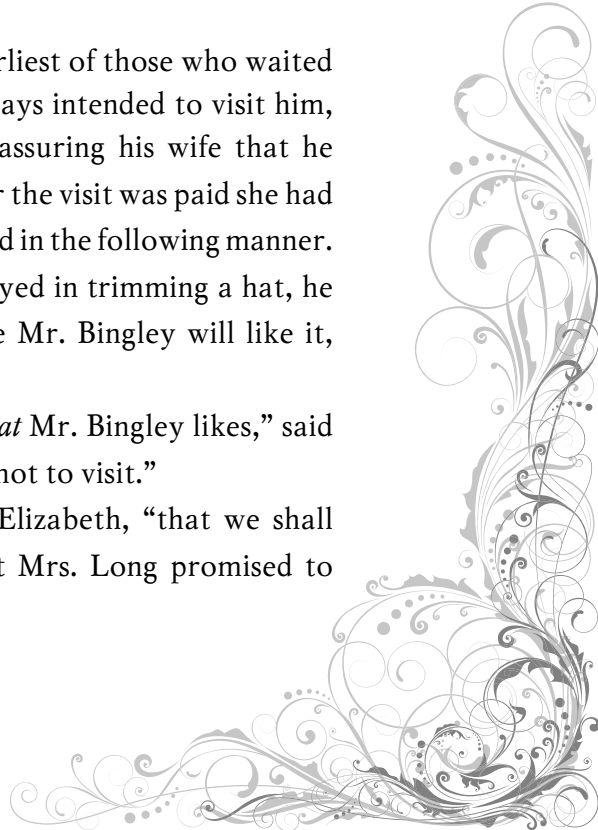 rliest of those who waited
ays intended to visit him,
assuring his wife that he
r the visit was paid she had
d in the following manner.
yed in trimming a hat, he
e Mr. Bingley will like it,
at Mr. Bingley likes,” said
not to visit.”
Elizabeth, “that we shall
t Mrs. Long promised to